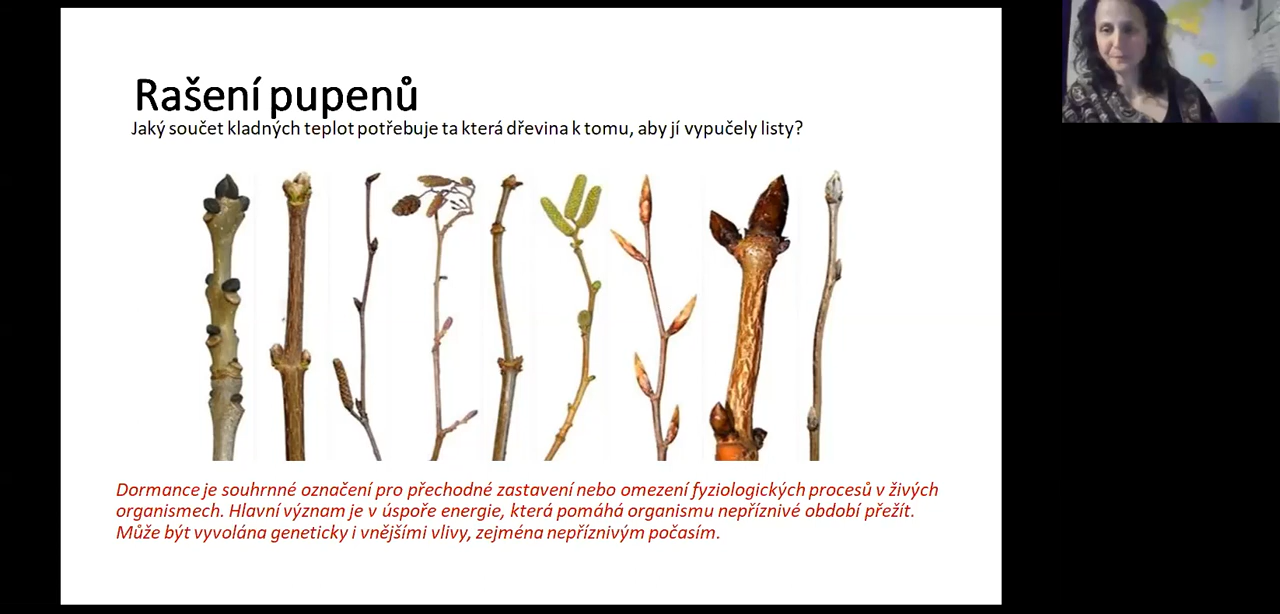 Rašení pupenů
Jaký součet kladných teplot potřebuje ta která dřevina k tomu, aby jí vypučely listy?
Dormance je souhrnné označení pro přechodné zastavení nebo omezení fyziologických procesů v živých
organismech. Hlavní význam je v úspoře energie, která pomáhá organismu nepříznivé období přežít.
Může být vyvolána geneticky i vnějšími vlivy, zejména nepříznivým počasím.